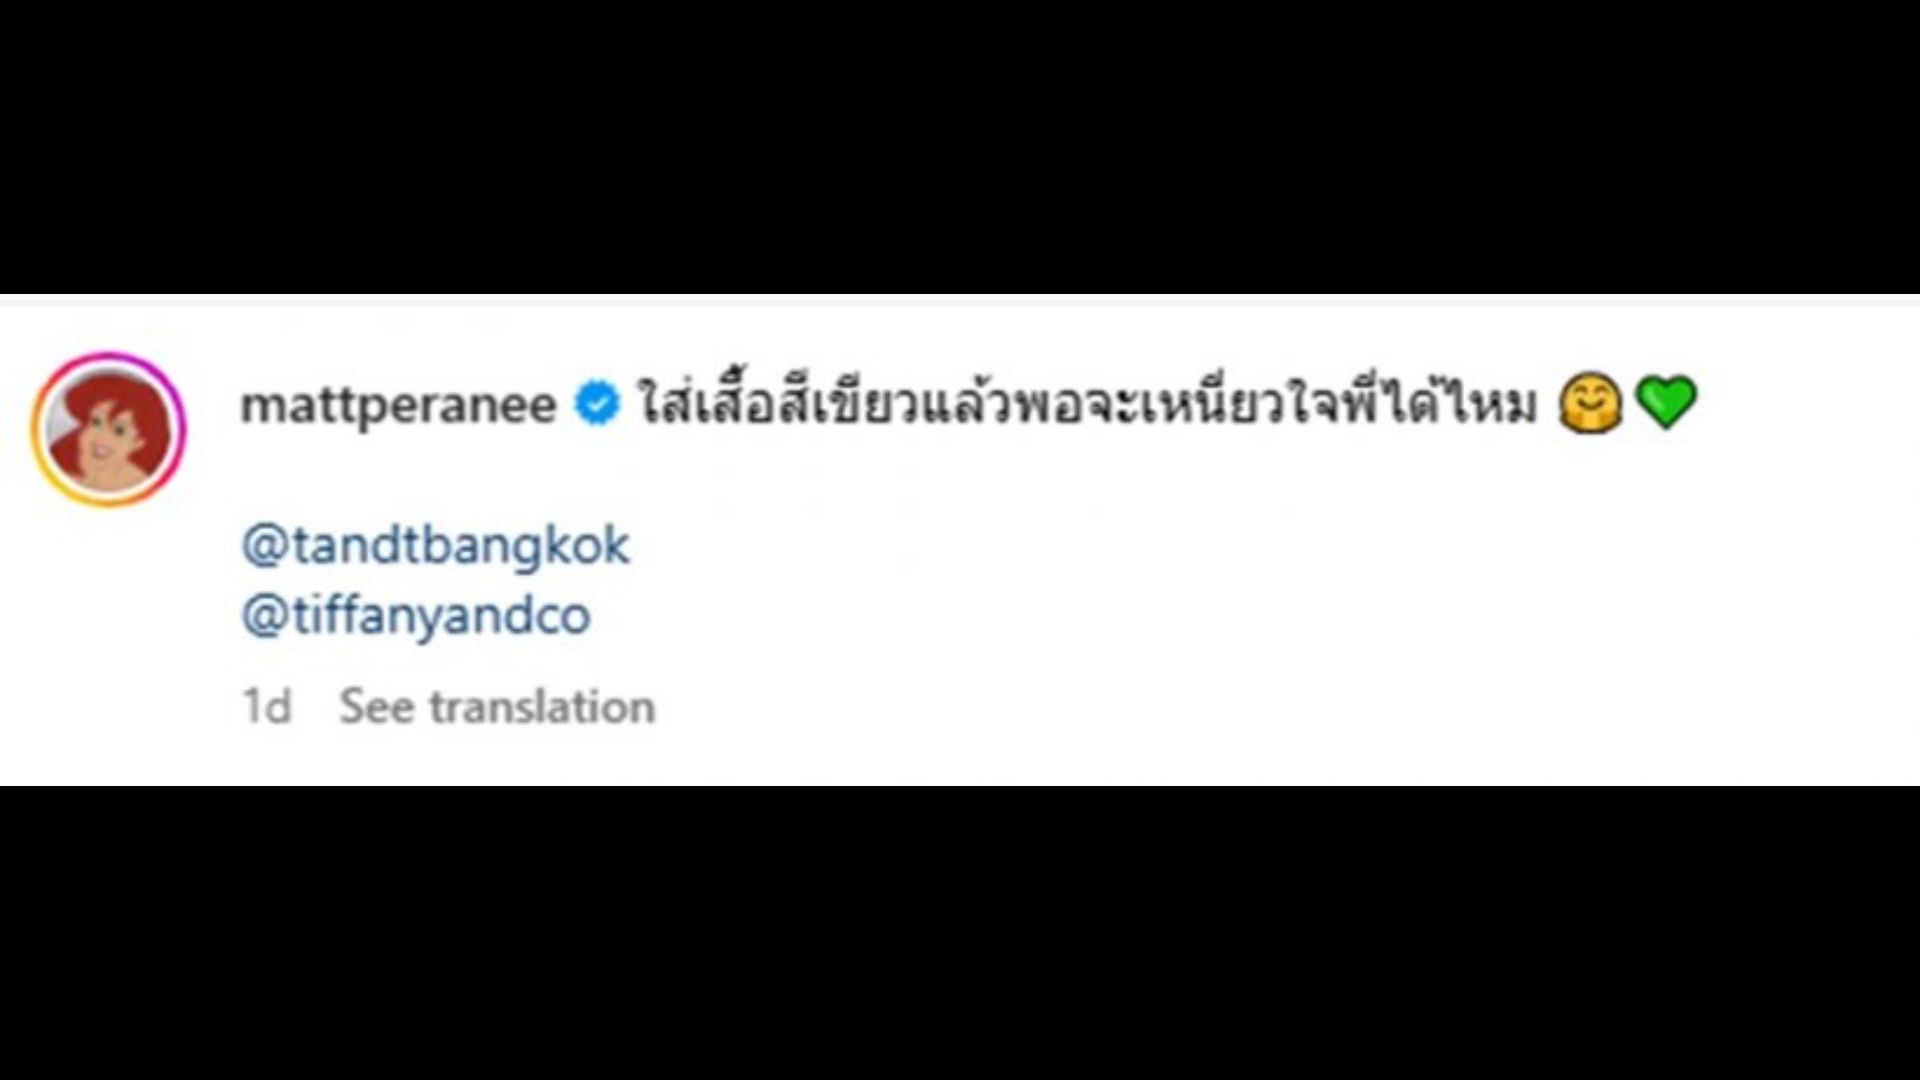 mattperanee ใส่เสื้อสีเขียวแล้วพอจะเหนี่ยวใจพี่ได้ไหม 🤗💚
@tandtbangkok
@tiffanyandco
1d See translation